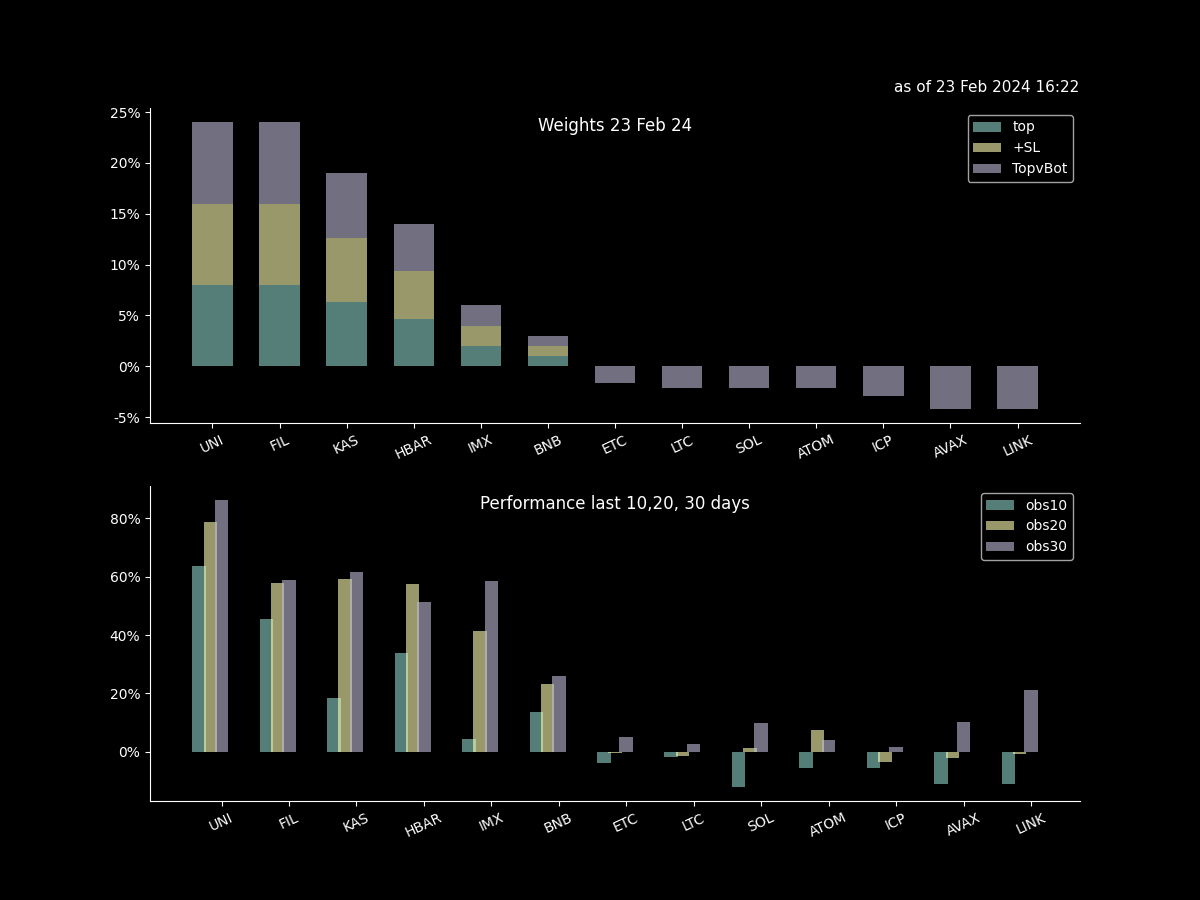 as of 23 Feb 2024 16:22
Weights 23 Feb 24
top
+SL
TopvBot
25%
20%
15%
10%
5%
0%
-5%
UNI FIL KAS HBAR IMX BNB ETC LTC SOL ATOM ICP AVAX LINK
Performance last 10,20, 30 days
obs10
obs20
obs30
80%
60%
40%
20%
0%
UNI FIL KAS HBAR IMX BNB ETC LTC SOL ATOM ICP AVAX LINK